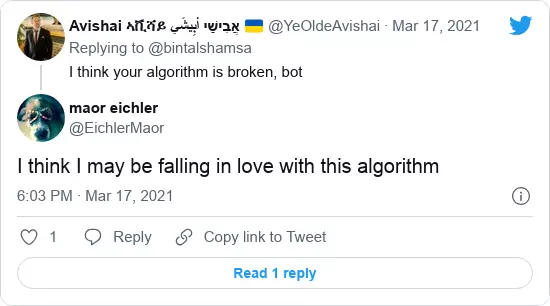 Avishai አቪሻይ أَبِيشَي אֲבִישַׁי 🇺🇦 @YeOldeAvishai · Mar 17, 2021
Replying to @bintalshamsa
I think your algorithm is broken, bot
maor eichler
@EichlerMaor
I think I may be falling in love with this algorithm
6:03 PM · Mar 17, 2021
1 Reply Copy link to Tweet
Read 1 reply